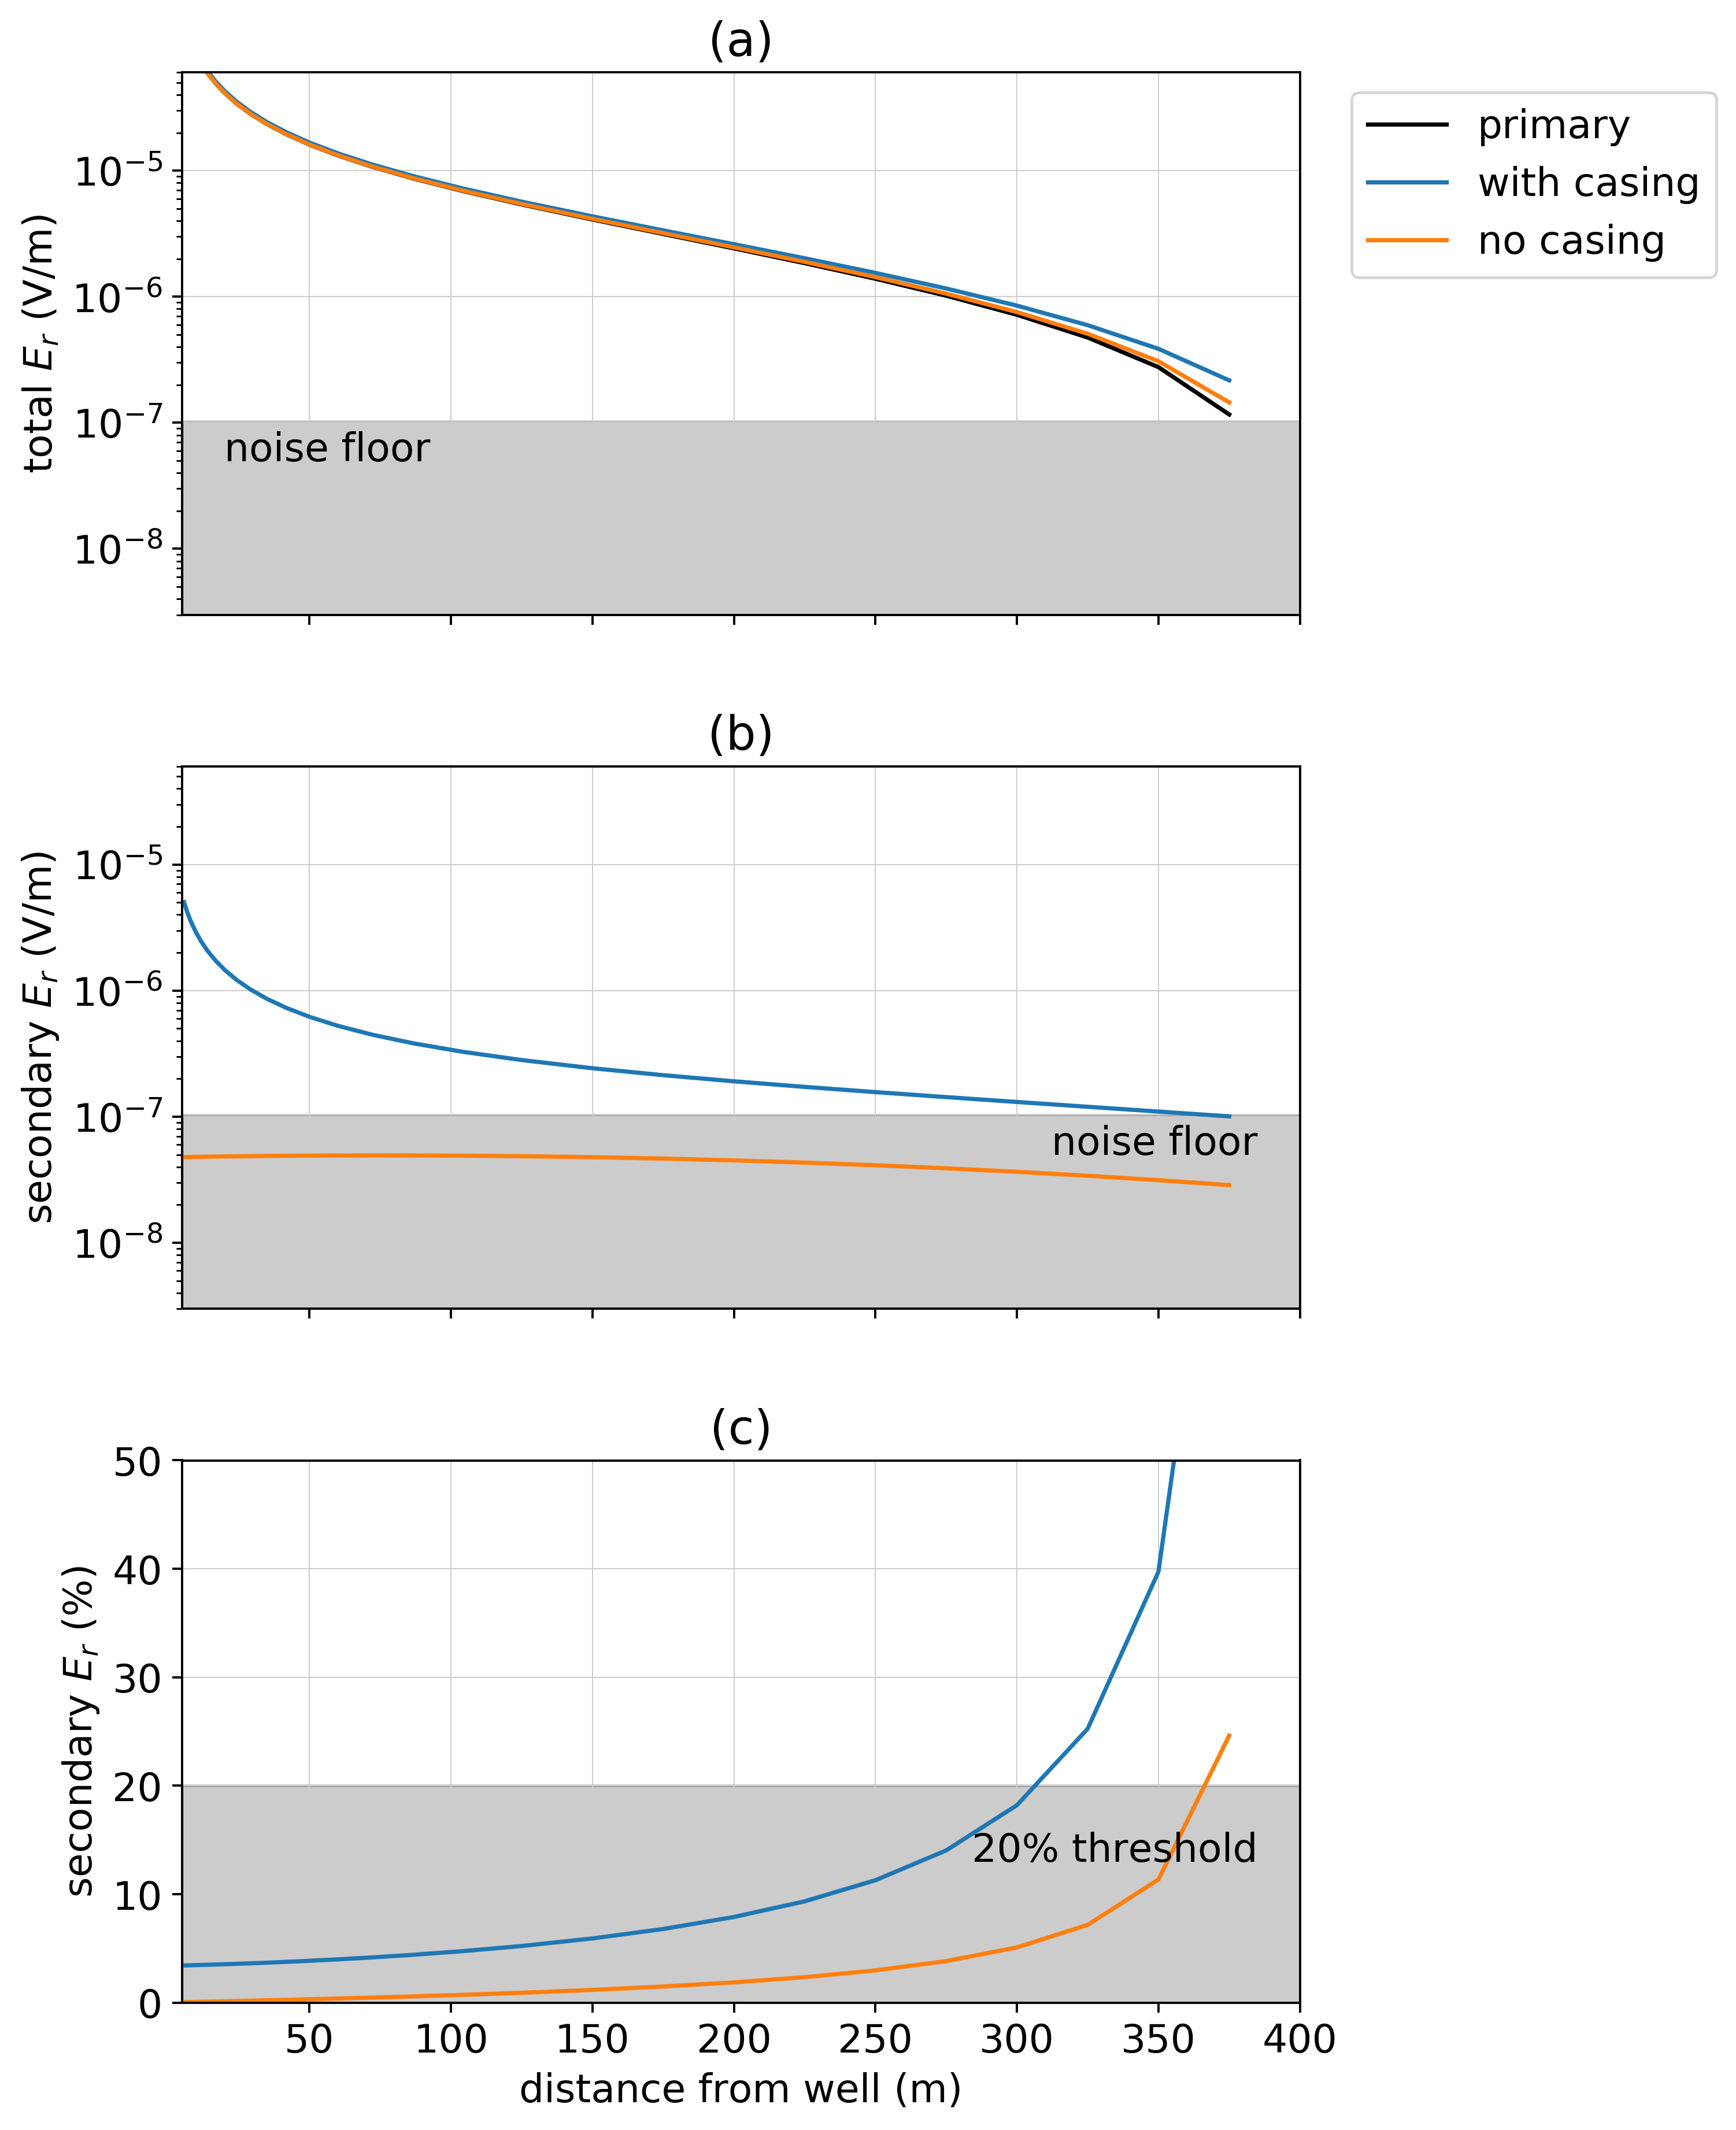 (a)
total E_r (V/m)
10⁻⁵
10⁻⁶
10⁻⁷
10⁻⁸
noise floor
primary
with casing
no casing
(b)
secondary E_r (V/m)
10⁻⁵
10⁻⁶
10⁻⁷
10⁻⁸
noise floor
(c)
secondary E_r (%)
50
40
30
20
10
0
20% threshold
50 100 150 200 250 300 350 400
distance from well (m)